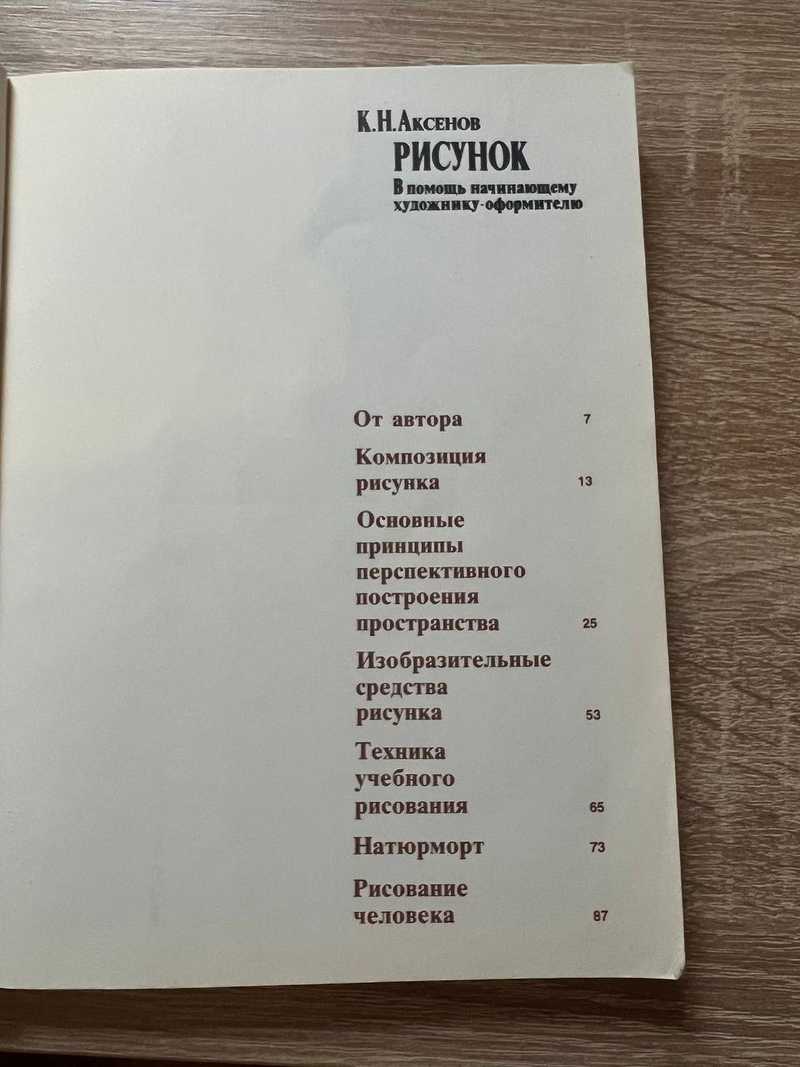 К.Н.Аксенов
РИСУНОК
В помощь начинающему
художнику-оформителю
От автора 7
Композиция
рисунка 13
Основные
принципы
перспективного
построения
пространства 25
Изобразительные
средства
рисунка 53
Техника
учебного
рисования 65
Натюрморт 73
Рисование
человека 87